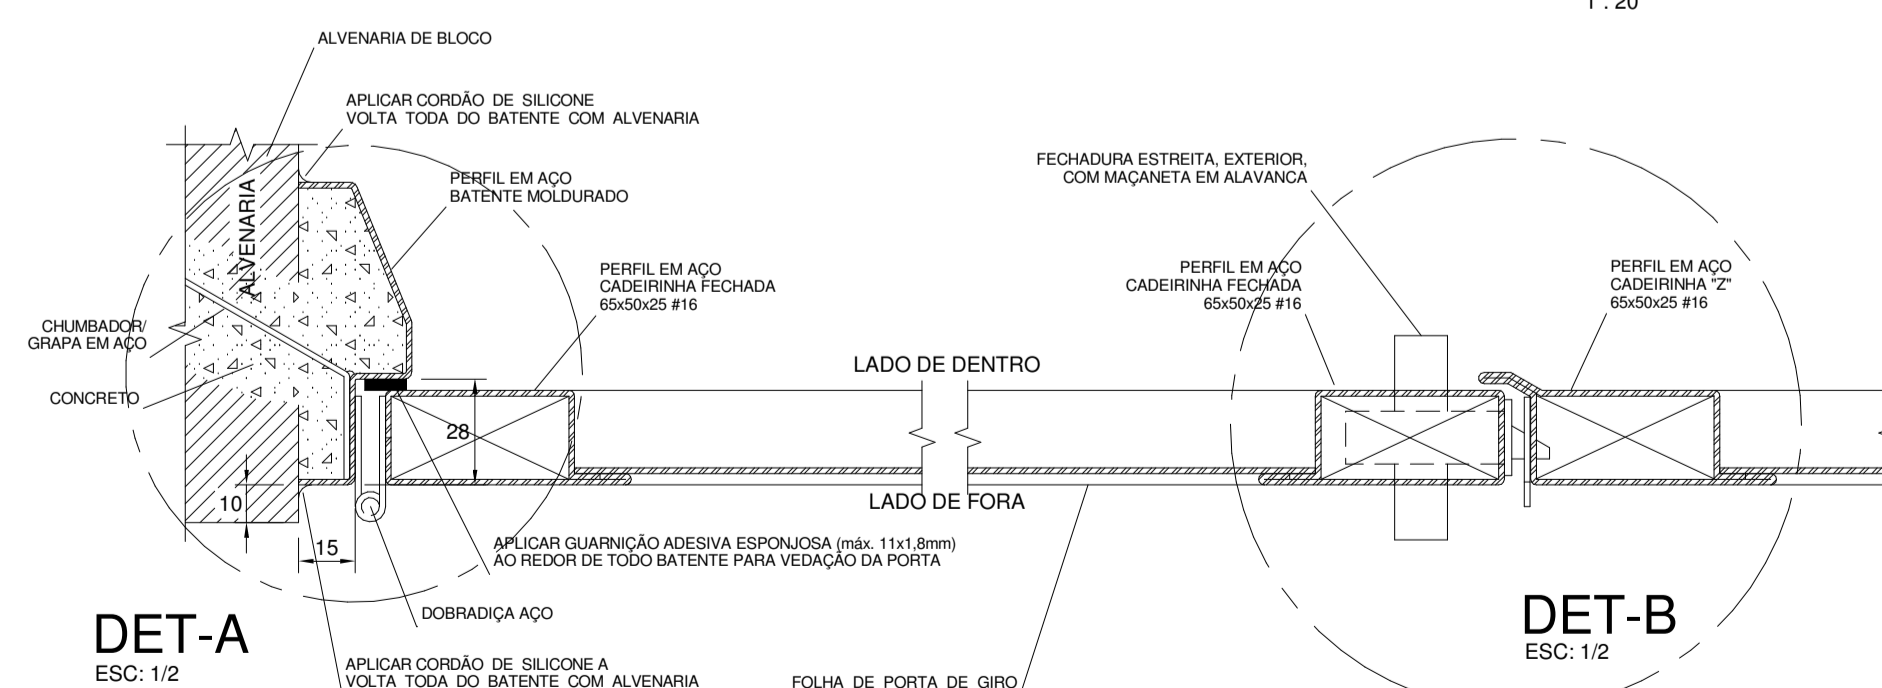 1 : 20
ALVENARIA DE BLOCO
APLICAR CORDÃO DE SILICONE
VOLTA TODA DO BATENTE COM ALVENARIA
PERFIL EM AÇO
BATENTE MOLDURADO
ALVENARIA
PERFIL EM AÇO
CADEIRINHA FECHADA
65x50x25 #16
CHUMBADOR/
GRAPA EM AÇO
CONCRETO
28
10
15
LADO DE DENTRO
LADO DE FORA
FECHADURA ESTREITA, EXTERIOR,
COM MAÇANETA EM ALAVANCA
PERFIL EM AÇO
CADEIRINHA FECHADA
65x50x25 #16
PERFIL EM AÇO
CADEIRINHA "Z"
65x50x25 #16
APLICAR GUARNIÇÃO ADESIVA ESPONJOSA (máx. 11x1,8mm)
AO REDOR DE TODO BATENTE PARA VEDAÇÃO DA PORTA
DOBRADIÇA AÇO
DET-A
ESC: 1/2
DET-B
ESC: 1/2
APLICAR CORDÃO DE SILICONE A
VOLTA TODA DO BATENTE COM ALVENARIA
FOLHA DE PORTA DE GIRO